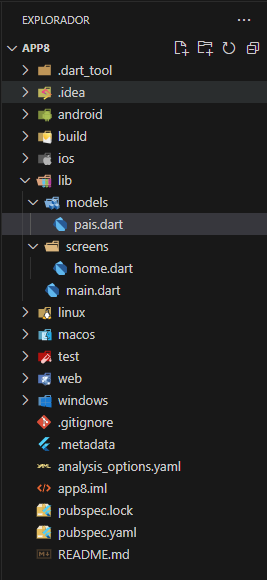 EXPLORADOR
APP8
.dart_tool
.idea
android
build
ios
lib
models
pais.dart
screens
home.dart
main.dart
linux
macos
test
web
windows
.gitignore
.metadata
analysis_options.yaml
app8.iml
pubspec.lock
pubspec.yaml
README.md